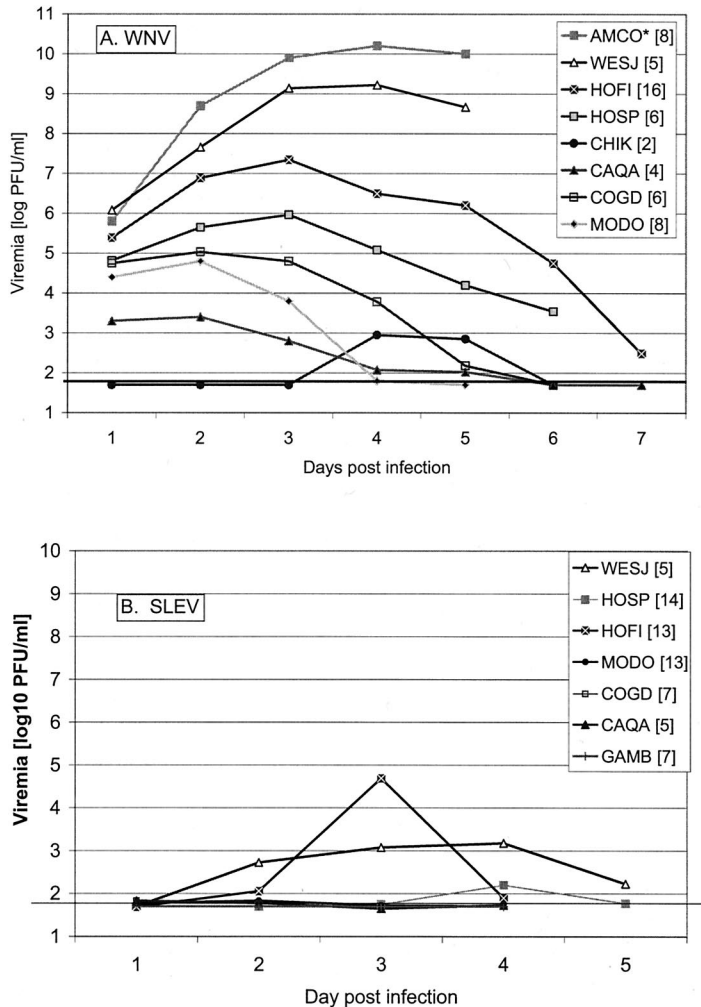 A. WNV
11
10
9
8
7
6
5
4
3
2
1
Viremia [log PFU/ml]
1 2 3 4 5 6 7
Days post infection
AMCO* [8]
WESJ [5]
HOFI [16]
HOSP [6]
CHIK [2]
CAQA [4]
COGD [6]
MODO [8]
B. SLEV
10
9
8
7
6
5
4
3
2
1
Viremia [log10 PFU/ml]
1 2 3 4 5
Day post infection
WESJ [5]
HOSP [14]
HOFI [13]
MODO [13]
COGD [7]
CAQA [5]
GAMB [7]